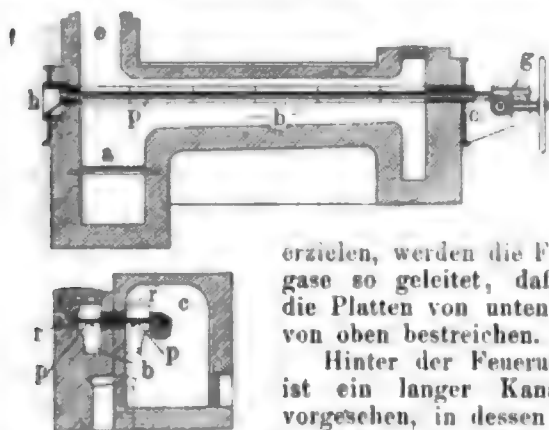 e
g
h
p
b
c
a
erzielen, werden die F
gase so geleitet, daß
die Platten von unten
von oben bestreichen.
Hinter der Feueru
ist ein langer Kana
vorgesehen, in dessen
r
c
r
p
b
p